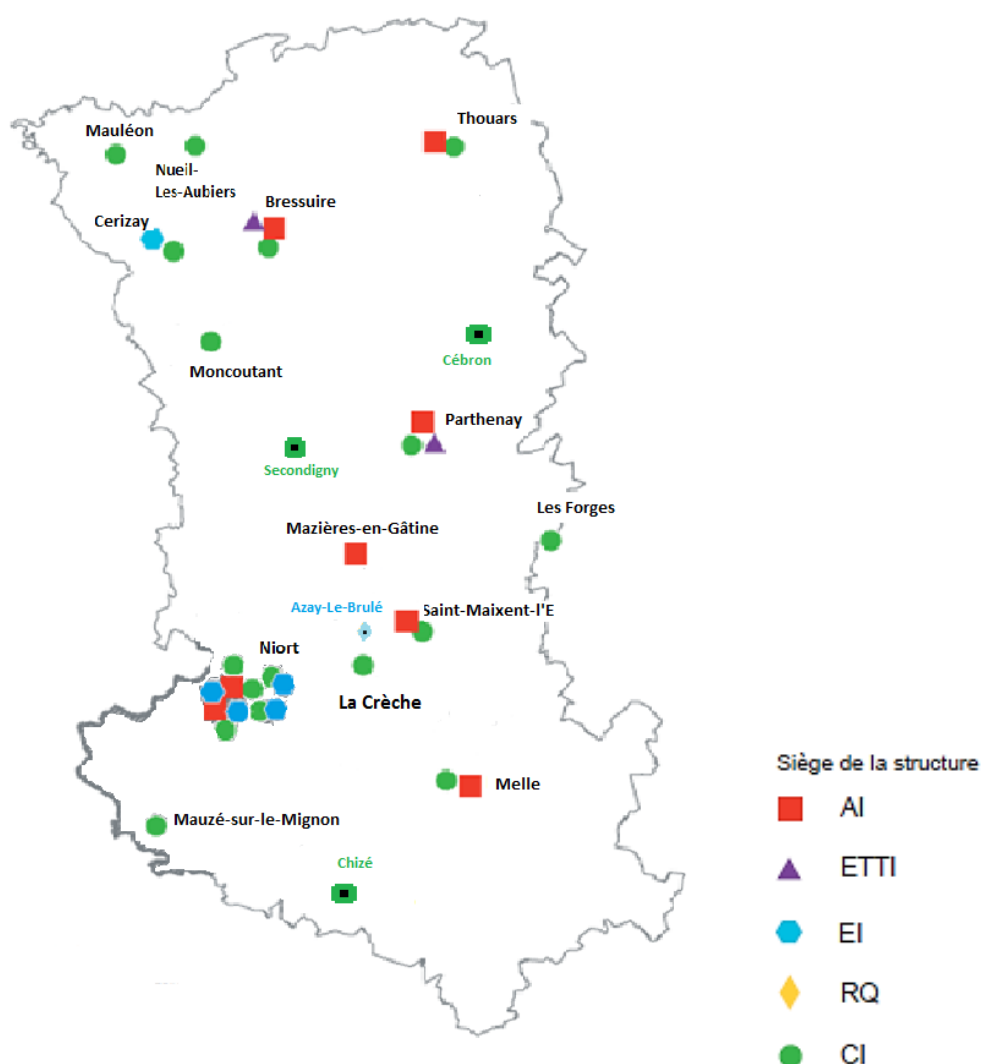 Thouars
Mauléon
Nueil-
Les-Aubiers
Bressuire
Cerizay
Cébron
Moncoutant
Parthenay
Secondigny
Les Forges
Mazières-en-Gâtine
Azay-Le-Brulé
Saint-Maixent-l'E
Niort
La Crèche
Siège de la structure
Melle
AI
Mauzé-sur-le-Mignon
Chizé
ETTI
EI
RQ
CI